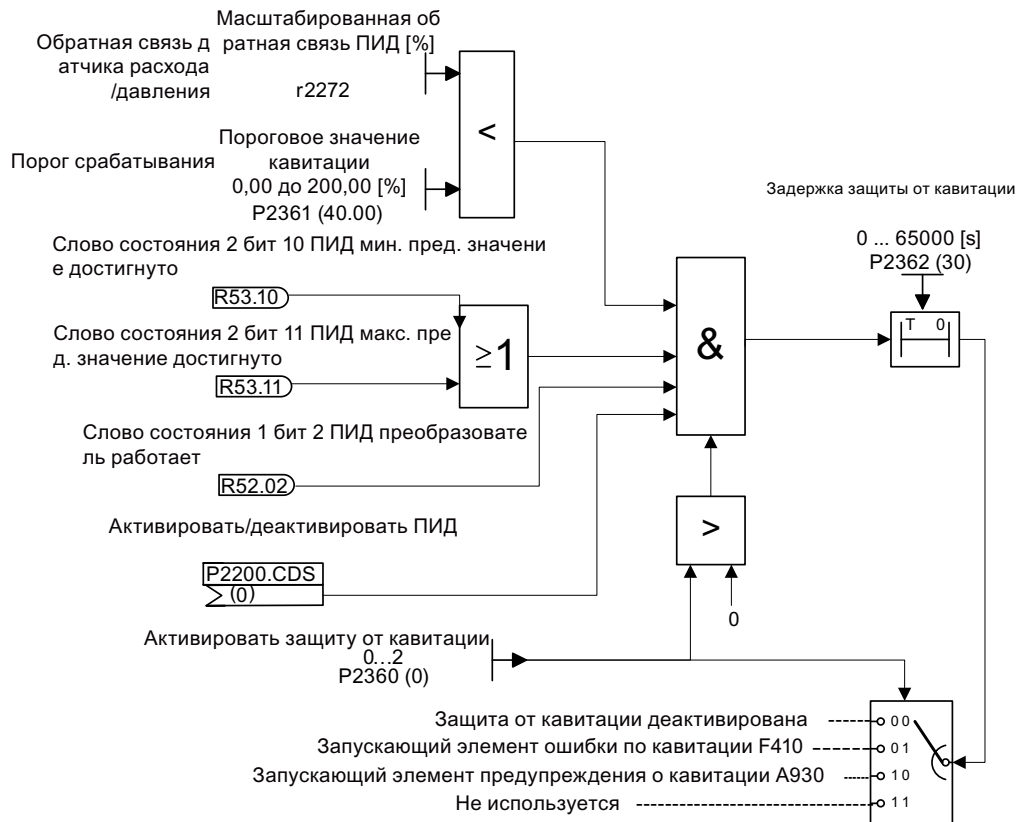 Масштабированная об
ратная связь ПИД [%]
Обратная связь д
атчика расхода
/давления
r2272
<
Пороговое значение
кавитации
Порог срабатывания
0,00 до 200,00 [%]
P2361 (40.00)
Задержка защиты от кавитации
0 ... 65000 [s]
P2362 (30)
T 0
Слово состояния 2 бит 10 ПИД мин. пред. значени
е достигнуто
R53.10
Слово состояния 2 бит 11 ПИД макс. пре
д. значение достигнуто
R53.11
≥1
&
Слово состояния 1 бит 2 ПИД преобразовате
ль работает
R52.02
>
0
Активировать/деактивировать ПИД
P2200.CDS
(0)
Активировать защиту от кавитации
0...2
P2360 (0)
Защита от кавитации деактивирована
0 0
Запускающий элемент ошибки по кавитации F410
0 1
Запускающий элемент предупреждения о кавитации A930
1 0
Не используется
1 1